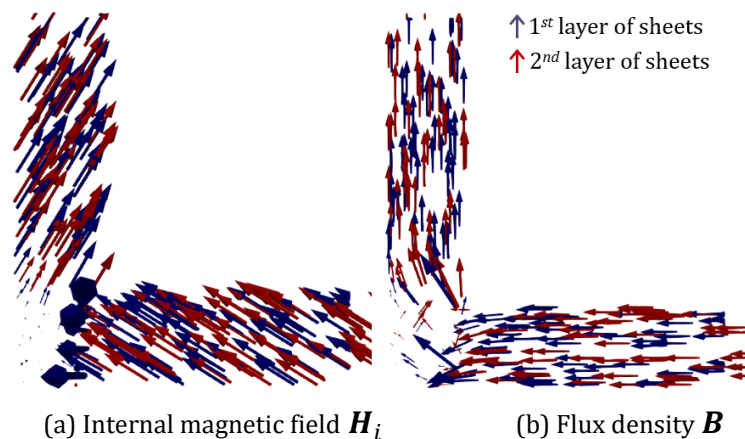 ↑ 1st layer of sheets
↑ 2nd layer of sheets
(a) Internal magnetic field Hi
(b) Flux density B